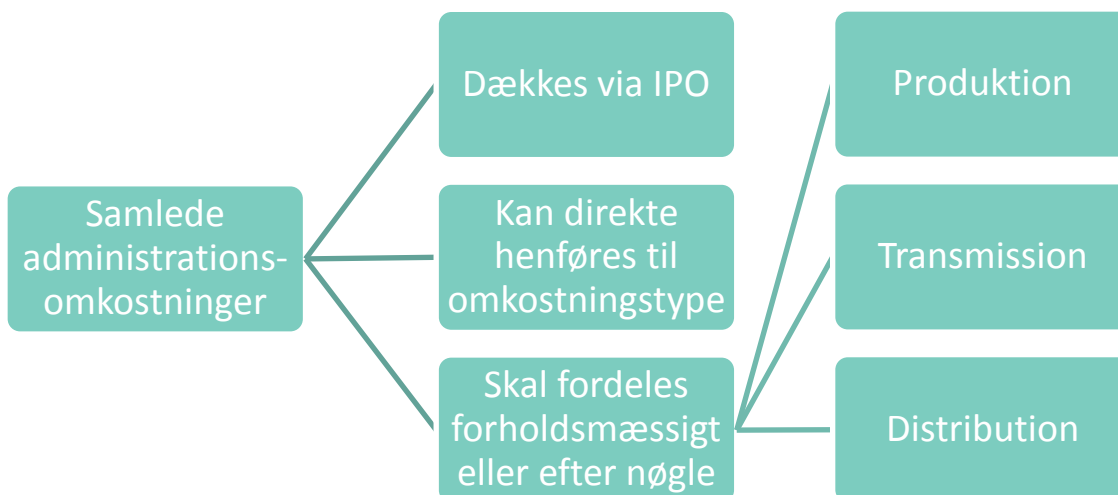 Samlede
administrations-
omkostninger
Dækkes via IPO
Kan direkte
henføres til
omkostningstype
Skal fordeles
forholdsmæssigt
eller efter nøgle
Produktion
Transmission
Distribution